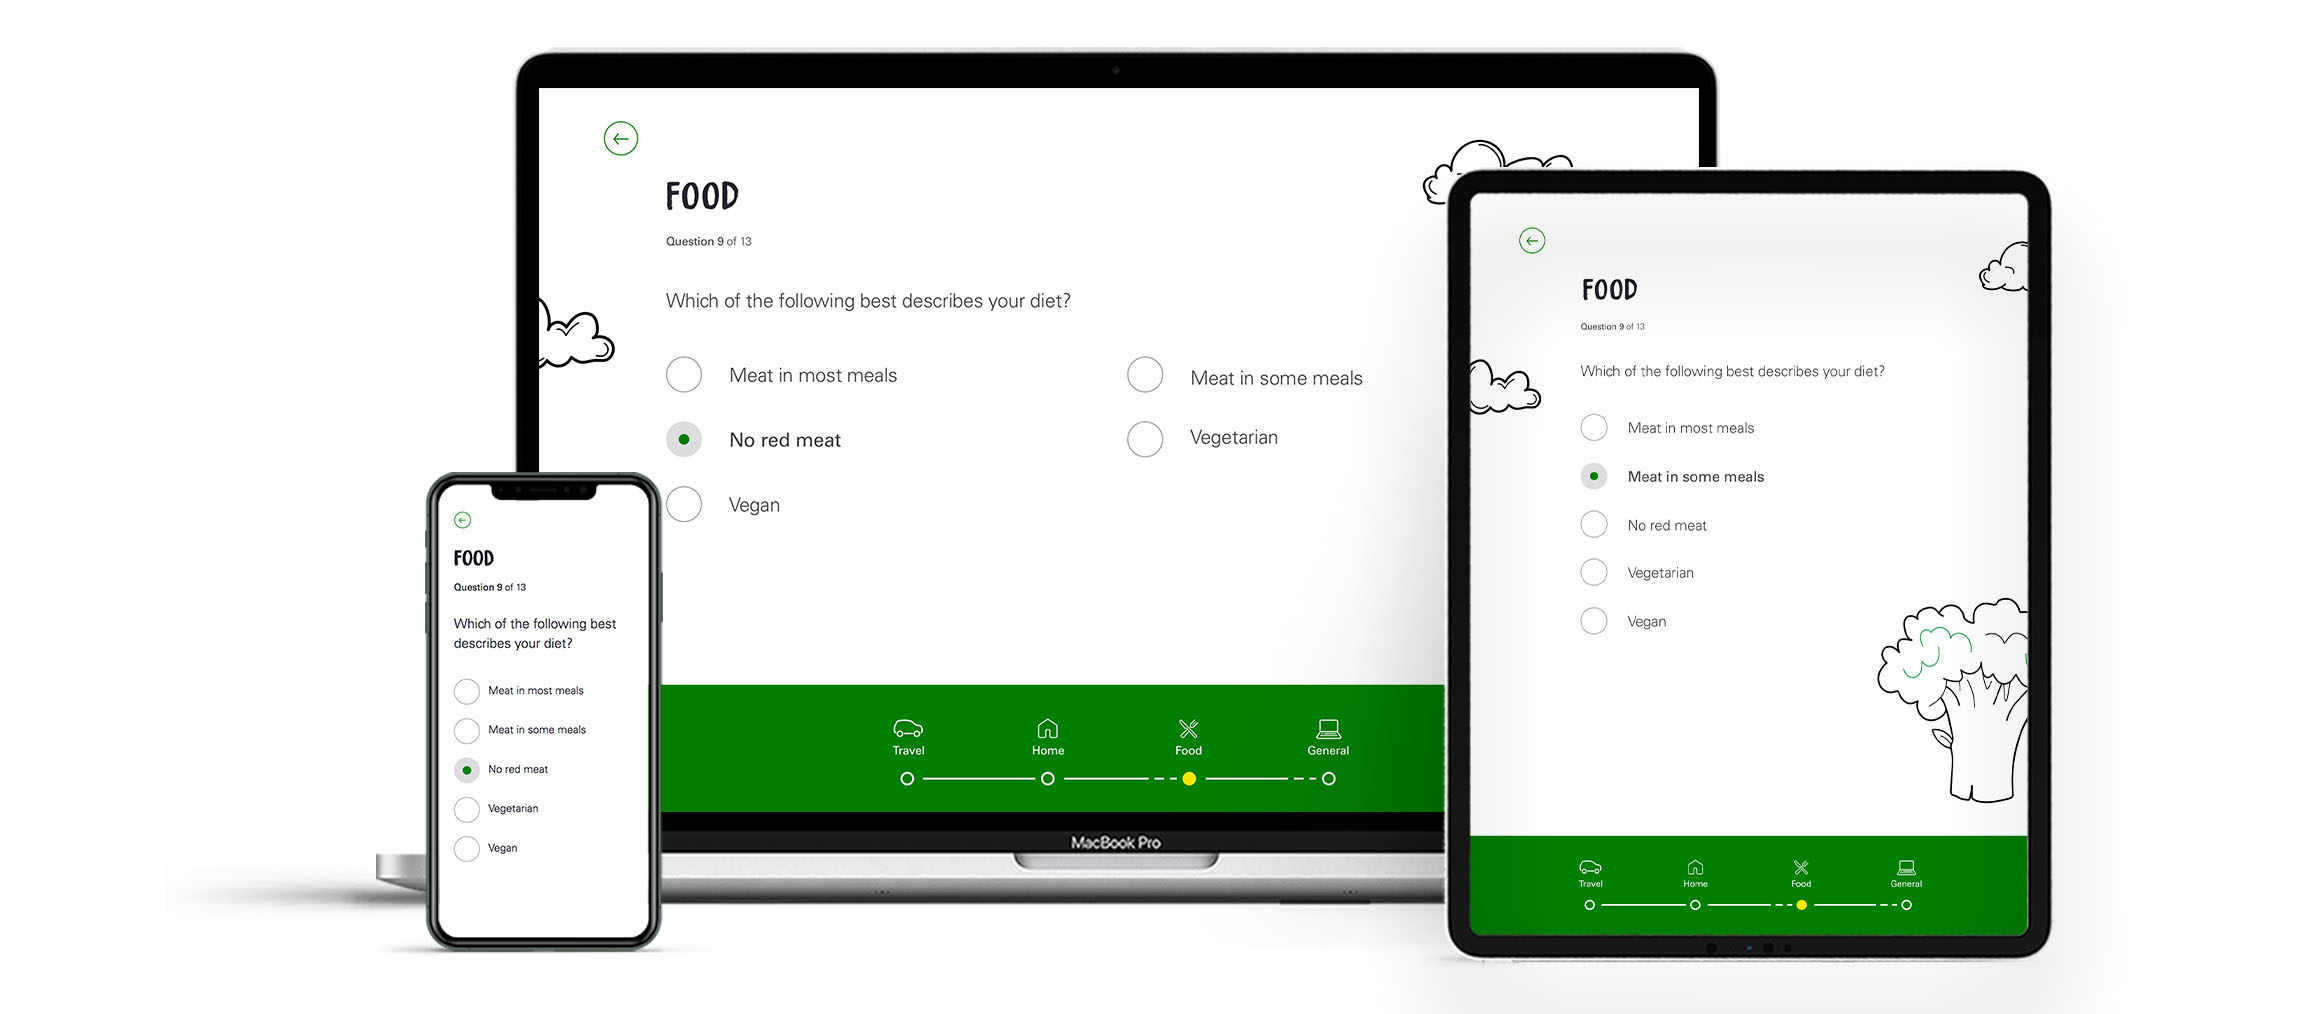 FOOD
Question 9 of 13
Which of the following best describes your diet?
Meat in most meals
Meat in some meals
No red meat
Vegetarian
Vegan
Travel
Home
Food
General
MacBook Pro
FOOD
Question 9 of 13
Which of the following best
describes your diet?
Meat in most meals
Meat in some meals
No red meat
Vegetarian
Vegan
FOOD
Question 9 of 13
Which of the following best describes your diet?
Meat in most meals
Meat in some meals
No red meat
Vegetarian
Vegan
Travel
Home
Food
General